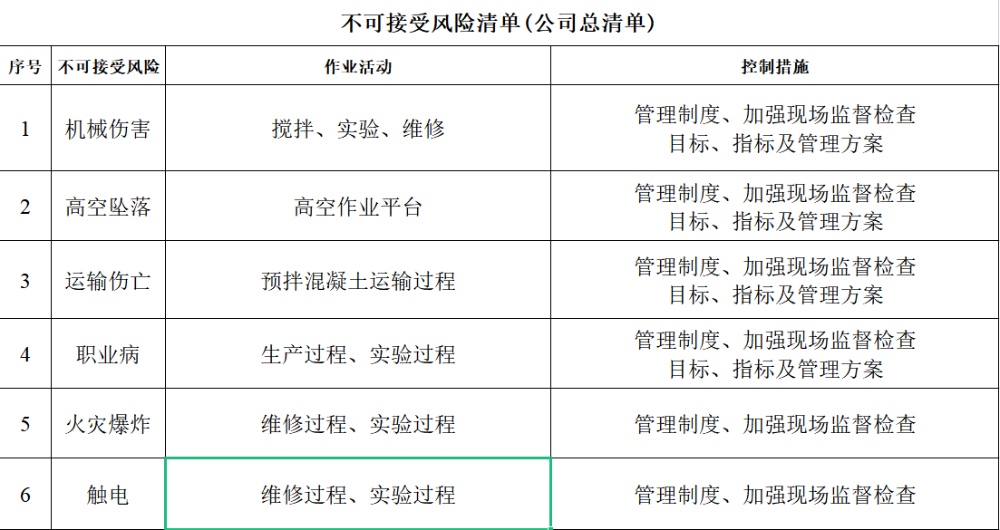 不可接受风险清单(公司总清单)
序号 不可接受风险 作业活动 控制措施
1 机械伤害 搅拌、实验、维修 管理制度、加强现场监督检查
目标、指标及管理方案
2 高空坠落 高空作业平台 管理制度、加强现场监督检查
目标、指标及管理方案
3 运输伤亡 预拌混凝土运输过程 管理制度、加强现场监督检查
目标、指标及管理方案
4 职业病 生产过程、实验过程 管理制度、加强现场监督检查
目标、指标及管理方案
5 火灾爆炸 维修过程、实验过程 管理制度、加强现场监督检查
6 触电 维修过程、实验过程 管理制度、加强现场监督检查